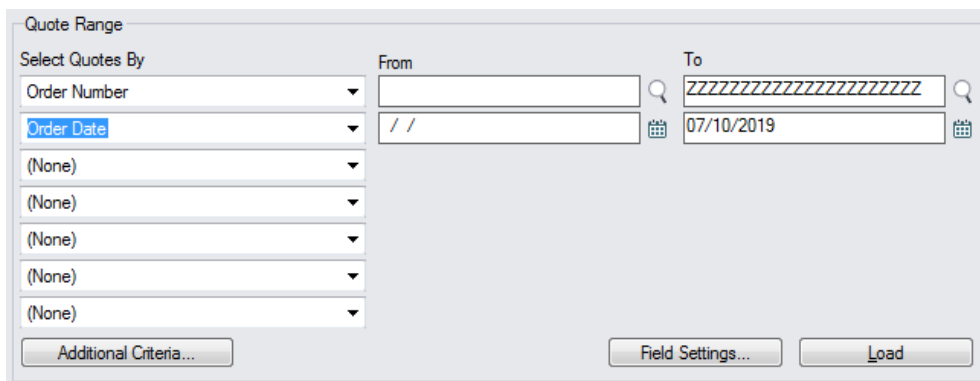 Quote Range
Select Quotes By From To
Order Number ZZZZZZZZZZZZZZZZZZZZZZ
Order Date / / 07/10/2019
(None)
(None)
(None)
(None)
(None)
Additional Criteria... Field Settings... Load